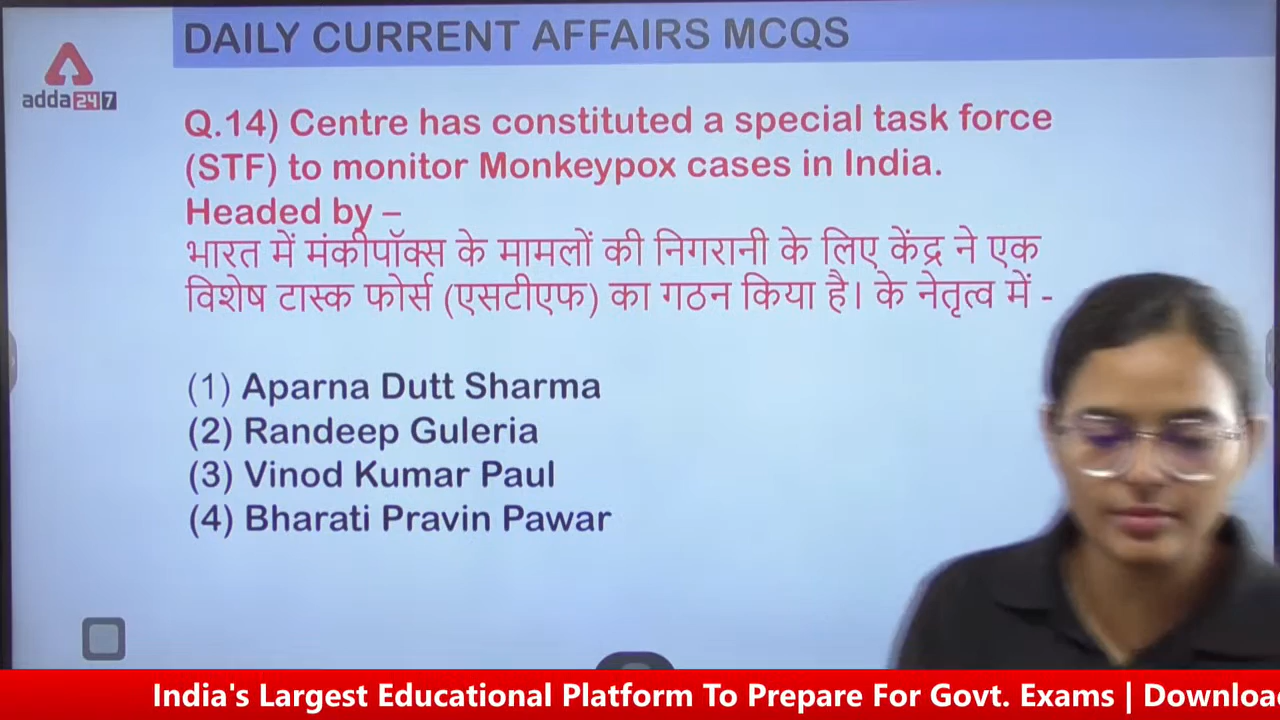 DAILY CURRENT AFFAIRS MCQS
adda247
Q.14) Centre has constituted a special task force
(STF) to monitor Monkeypox cases in India.
Headed by –
भारत में मंकीपॉक्स के मामलों की निगरानी के लिए केंद्र ने एक
विशेष टास्क फोर्स (एसटीएफ) का गठन किया है। के नेतृत्व में -
(1) Aparna Dutt Sharma
(2) Randeep Guleria
(3) Vinod Kumar Paul
(4) Bharati Pravin Pawar
India's Largest Educational Platform To Prepare For Govt. Exams | Downloa